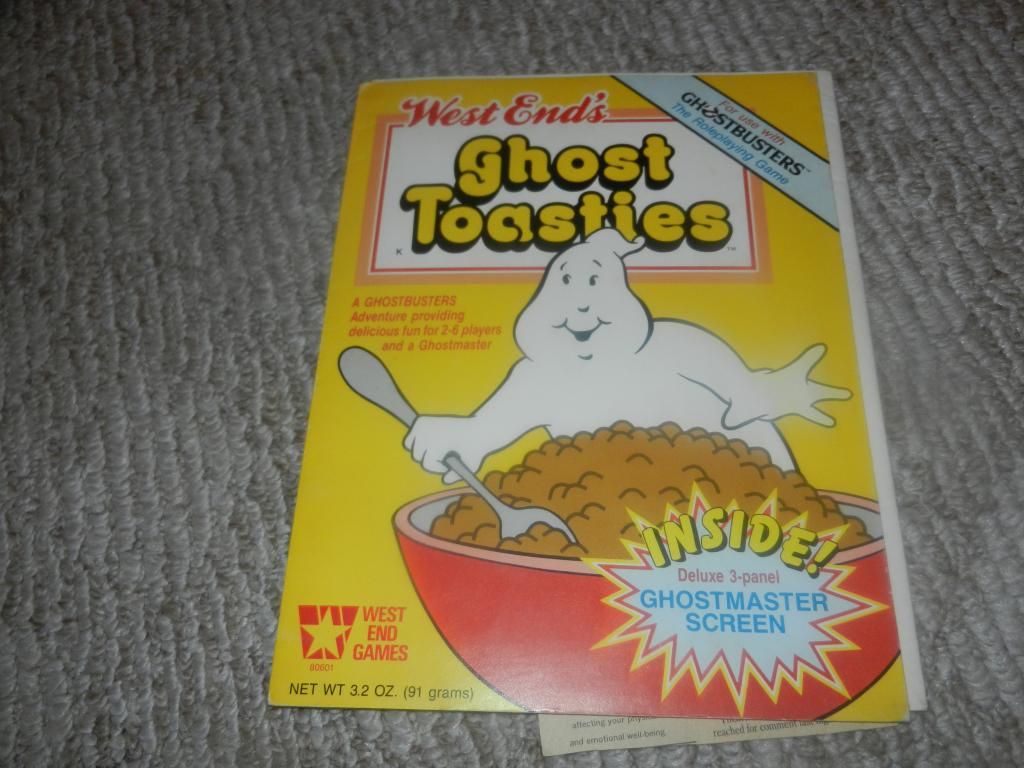 West End's
Ghost
Toasties
K
TM
For use with
GHOSTBUSTERS™
The Roleplaying Game
A GHOSTBUSTERS
Adventure providing
delicious fun for 2-6 players
and a Ghostmaster
INSIDE!
Deluxe 3-panel
GHOSTMASTER
SCREEN
WEST
END
GAMES
80601
NET WT 3.2 OZ. (91 grams)
affecting your
and emotional well-being.
reached for comment